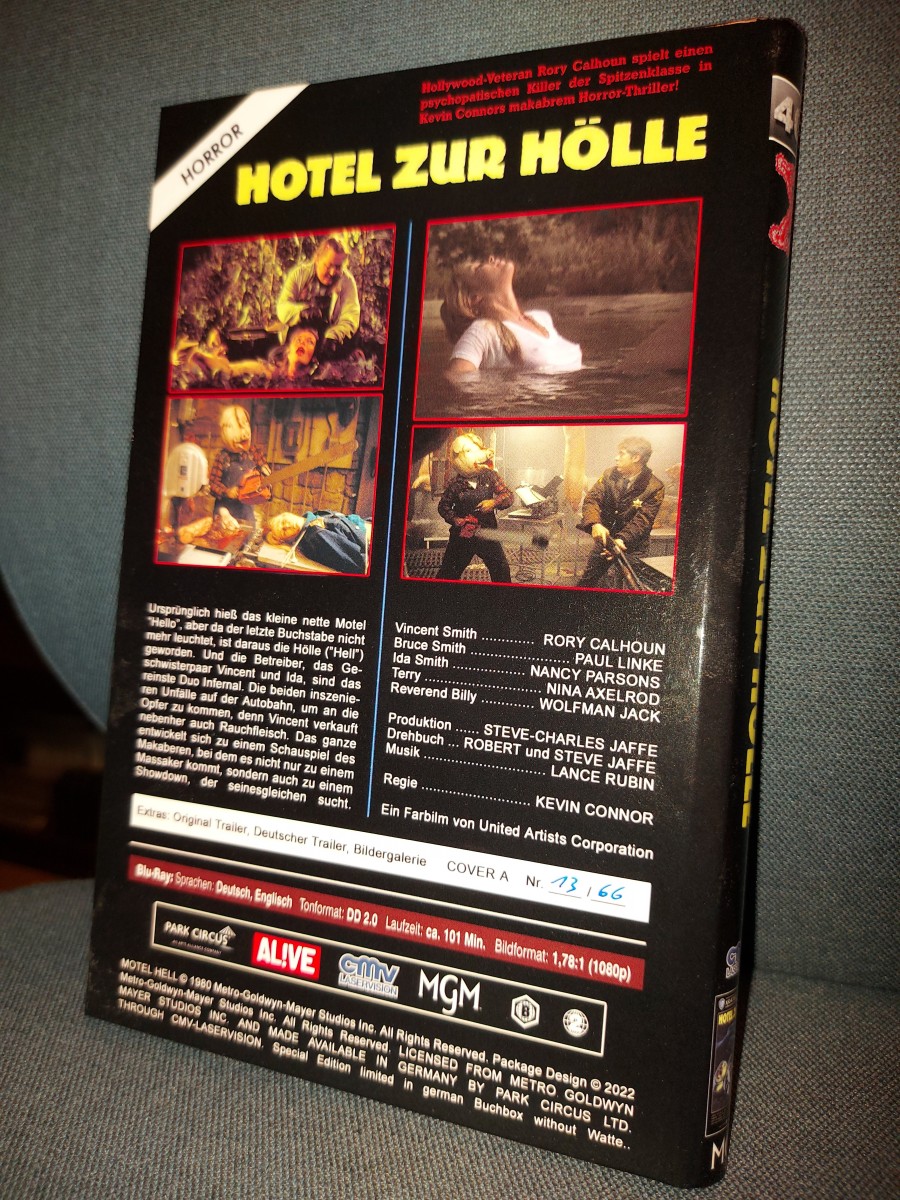 HORROR
Hollywood-Veteran Rory Calhoun spielt einen
psychopatischen Killer der Spitzenklasse in
Kevin Connors makabrem Horror-Thriller!
HOTEL ZUR HÖLLE
Ursprünglich hieß das kleine nette Motel
"Hello", aber da der letzte Buchstabe nicht
mehr leuchtet, ist daraus die Hölle ("Hell")
geworden. Und die Betreiber, das Ge-
schwisterpaar Vincent und Ida, sind das
reinste Duo Infernal. Die beiden inszenie-
ren Unfälle auf der Autobahn, um an die
Opfer zu kommen, denn Vincent verkauft
nebenher auch Rauchfleisch. Das ganze
entwickelt sich zu einem Schauspiel des
Makaberen, bei dem es nicht nur zu einem
Massaker kommt, sondern auch zu einem
Showdown, der seinesgleichen sucht.
Vincent Smith ............ RORY CALHOUN
Bruce Smith ........................ PAUL LINKE
Ida Smith .................. NANCY PARSONS
Terry .......................... NINA AXELROD
Reverend Billy ............. WOLFMAN JACK
Produktion ...... STEVE-CHARLES JAFFE
Drehbuch ... ROBERT und STEVE JAFFE
Musik ............................ LANCE RUBIN
Regie ......................... KEVIN CONNOR
Ein Farbilm von United Artists Corporation
Extras: Original Trailer, Deutscher Trailer, Bildergalerie COVER A Nr. 13 / 66
Blu-Ray: Sprachen: Deutsch, Englisch Tonformat: DD 2.0 Laufzeit: ca. 101 Min. Bildformat: 1,78:1 (1080p)
PARK CIRCUS
AL!VE
cmv
LASERVISION
MGM
B
MOTEL HELL © 1980 Metro-Goldwyn-Mayer Studios Inc. All Rights Reserved. Package Design © 2022
Metro-Goldwyn-Mayer Studios Inc. All Rights Reserved. LICENSED FROM METRO GOLDWYN
MAYER STUDIOS INC. AND MADE AVAILABLE IN GERMANY BY PARK CIRCUS LTD.
THROUGH CMV-LASERVISION. Special Edition limited in german Buchbox without Watte..
4